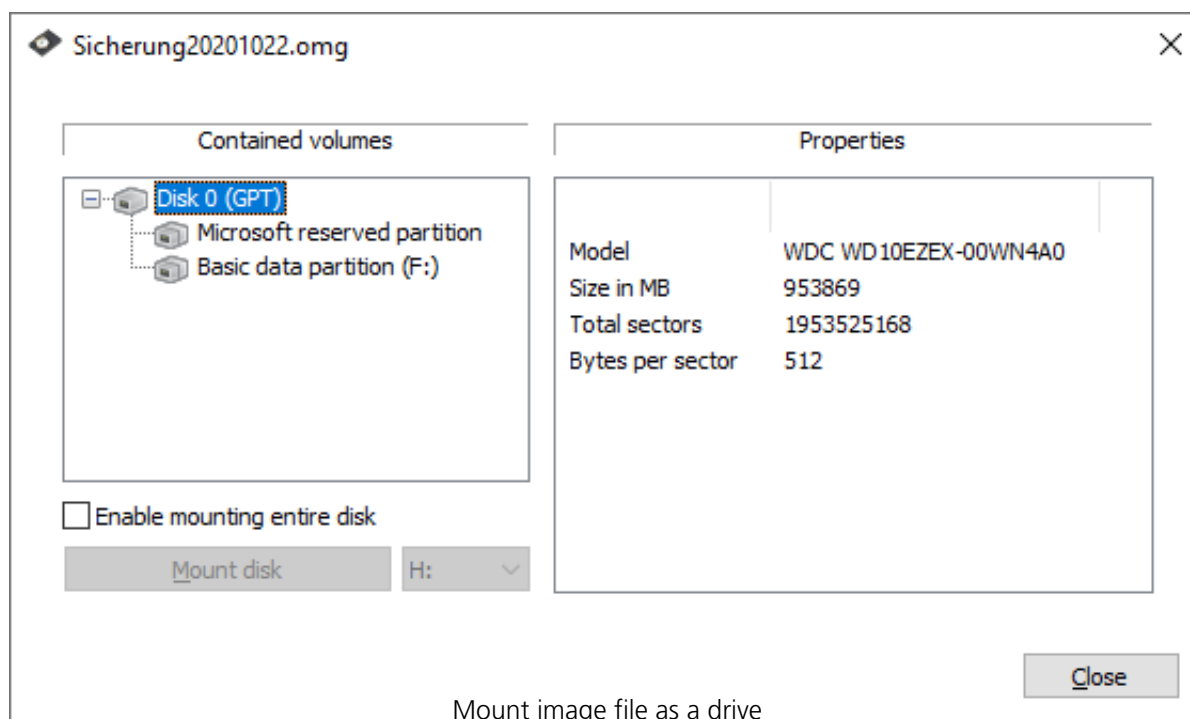 Sicherung20201022.omg
Contained volumes
Disk 0 (GPT)
Microsoft reserved partition
Basic data partition (F:)
Enable mounting entire disk
Mount disk H:
Properties
Model WDC WD10EZEX-00WN4A0
Size in MB 953869
Total sectors 1953525168
Bytes per sector 512
Close
Mount image file as a drive